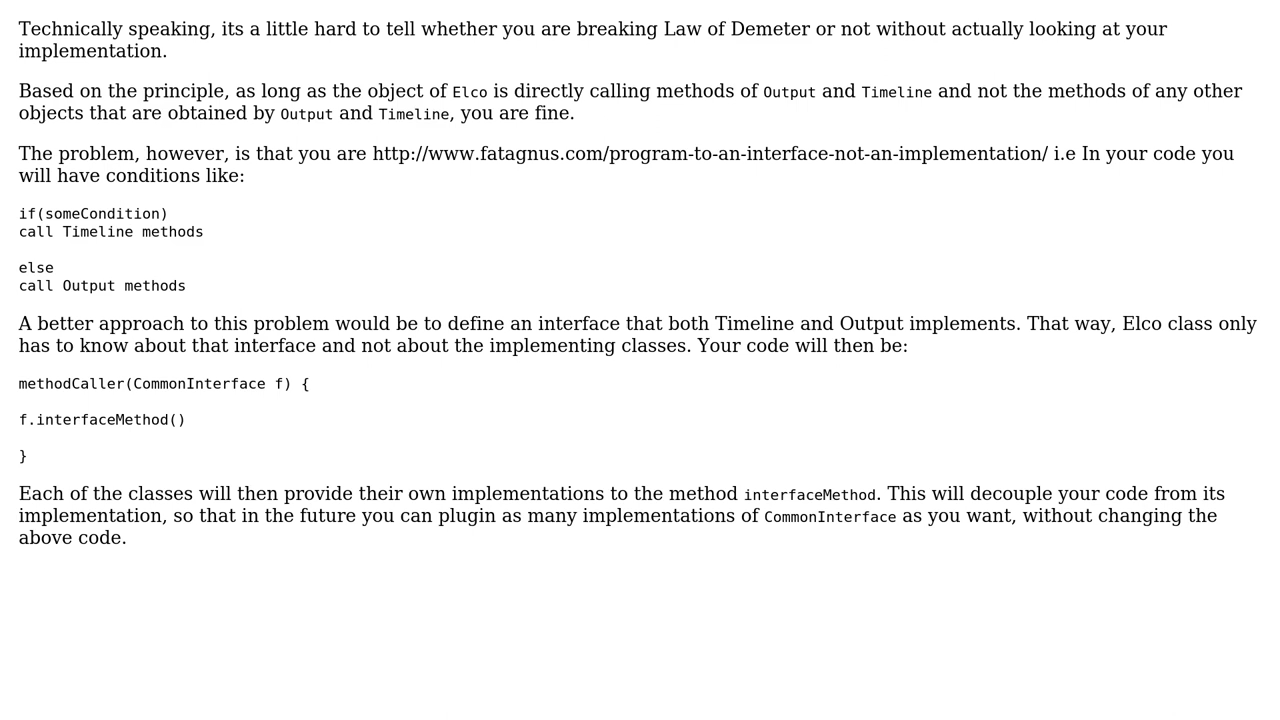 Technically speaking, its a little hard to tell whether you are breaking Law of Demeter or not without actually looking at your
implementation.
Based on the principle, as long as the object of Elco is directly calling methods of Output and Timeline and not the methods of any other
objects that are obtained by Output and Timeline, you are fine.
The problem, however, is that you are http://www.fatagnus.com/program-to-an-interface-not-an-implementation/ i.e In your code you
will have conditions like:
if(someCondition)
call Timeline methods
else
call Output methods
A better approach to this problem would be to define an interface that both Timeline and Output implements. That way, Elco class only
has to know about that interface and not about the implementing classes. Your code will then be:
methodCaller(CommonInterface f) {
f.interfaceMethod()
}
Each of the classes will then provide their own implementations to the method interfaceMethod. This will decouple your code from its
implementation, so that in the future you can plugin as many implementations of CommonInterface as you want, without changing the
above code.